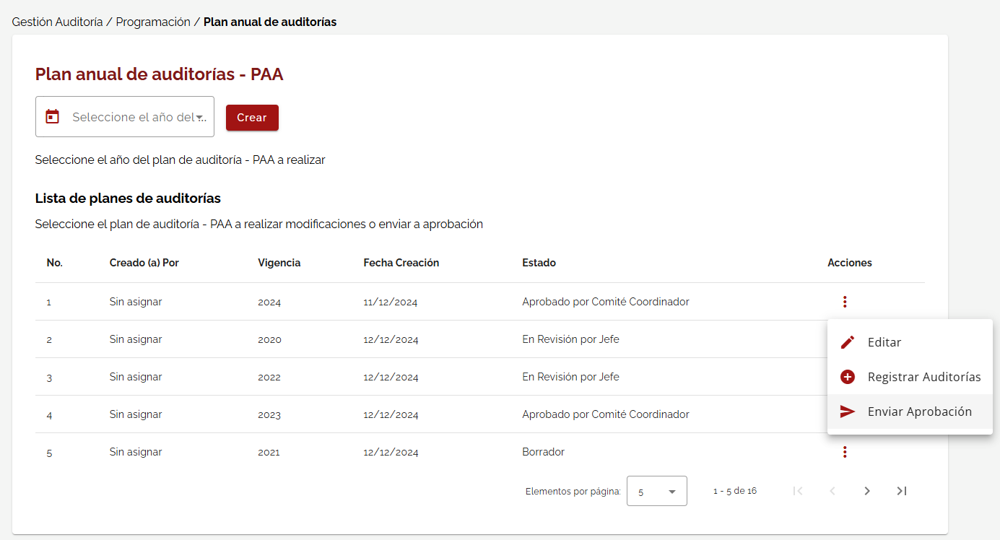 Gestión Auditoría / Programación / Plan anual de auditorías
Plan anual de auditorías - PAA
Seleccione el año del ...
Crear
Seleccione el año del plan de auditoría - PAA a realizar
Lista de planes de auditorías
Seleccione el plan de auditoría - PAA a realizar modificaciones o enviar a aprobación
No. Creado (a) Por Vigencia Fecha Creación Estado Acciones
1 Sin asignar 2024 11/12/2024 Aprobado por Comité Coordinador
2 Sin asignar 2020 12/12/2024 En Revisión por Jefe
3 Sin asignar 2022 12/12/2024 En Revisión por Jefe
4 Sin asignar 2023 12/12/2024 Aprobado por Comité Coordinador
5 Sin asignar 2021 12/12/2024 Borrador
Editar
Registrar Auditorías
Enviar Aprobación
Elementos por página: 5 1 - 5 de 16